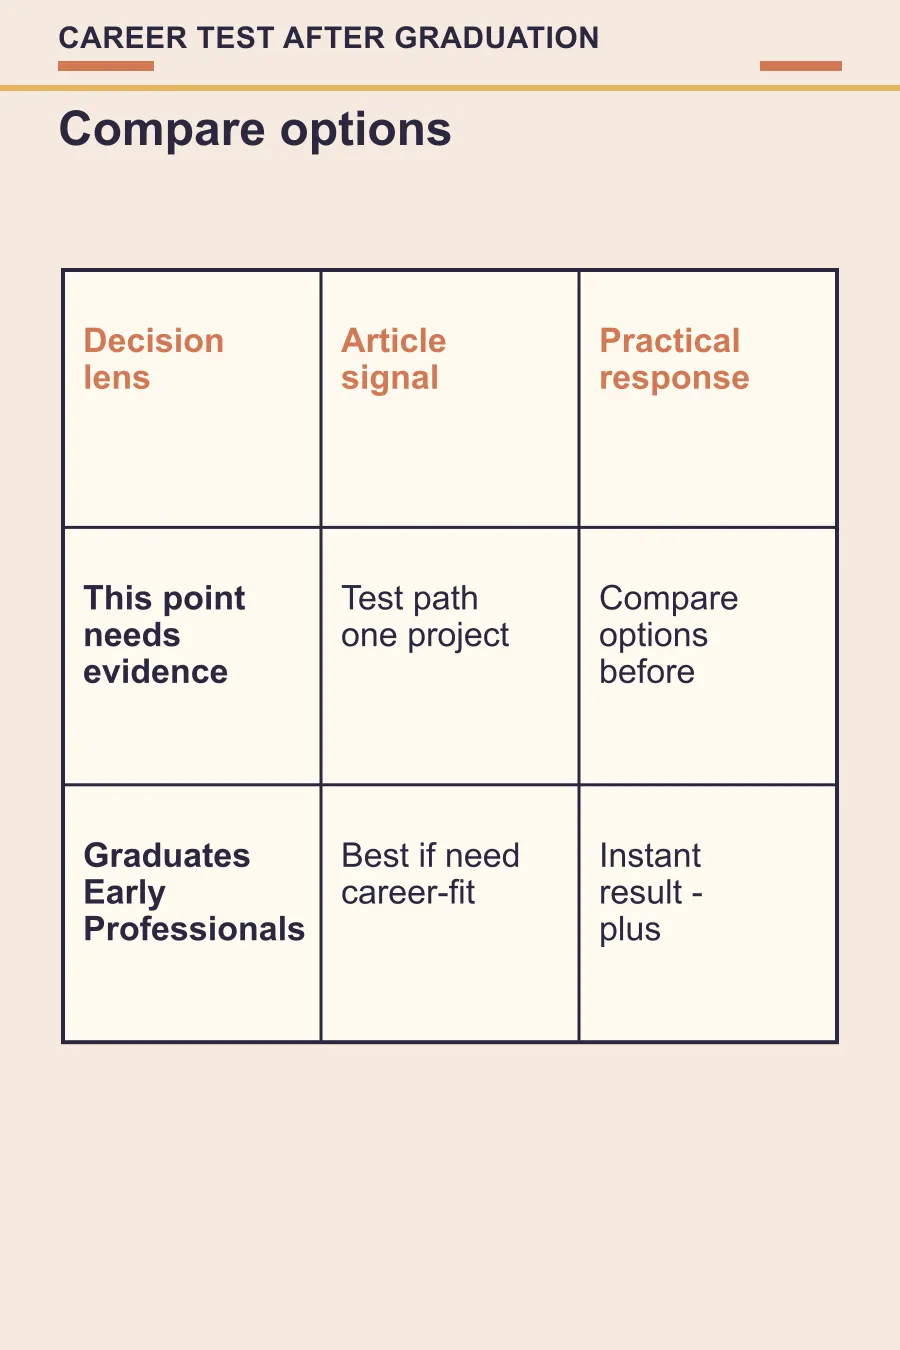 CAREER TEST AFTER GRADUATION
Compare options
Decision
lens
Article
signal
Practical
response
This point
needs
evidence
Test path
one project
Compare
options
before
Graduates
Early
Professionals
Best if need
career-fit
Instant
result -
plus